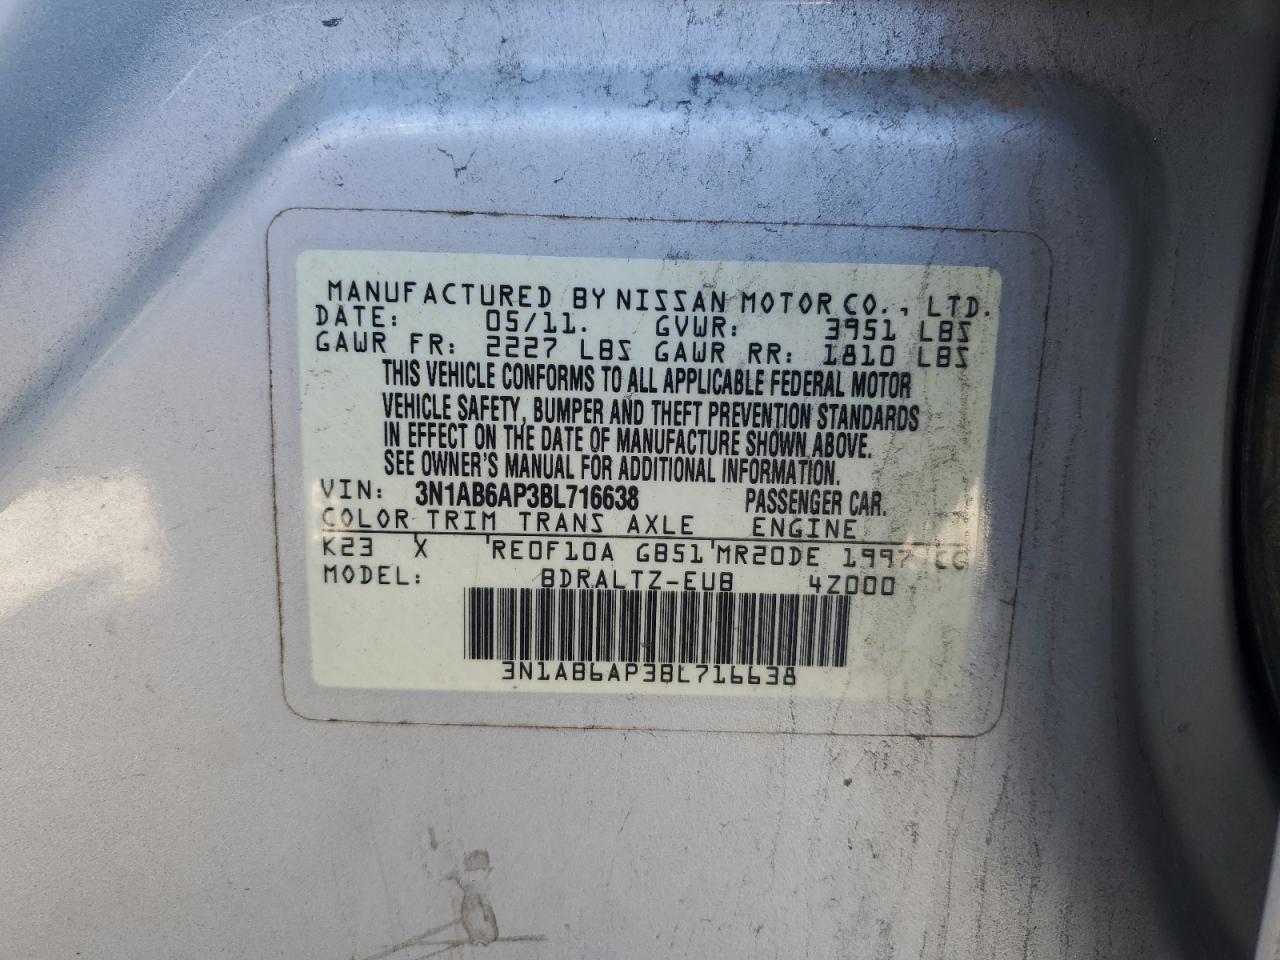 MANUFACTURED BY NISSAN MOTOR CO., LTD.
DATE: 05/11. GVWR: 3951 LBS
GAWR FR: 2227 LBS GAWR RR: 1810 LBS
THIS VEHICLE CONFORMS TO ALL APPLICABLE FEDERAL MOTOR
VEHICLE SAFETY, BUMPER AND THEFT PREVENTION STANDARDS
IN EFFECT ON THE DATE OF MANUFACTURE SHOWN ABOVE.
SEE OWNER'S MANUAL FOR ADDITIONAL INFORMATION.
VIN: 3N1AB6AP3BL716638 PASSENGER CAR.
COLOR TRIM TRANS AXLE ENGINE
K23 X RE0F10A GB51 MR20DE 1997 CC
MODEL: BDRALTZ-EUB 4Z000
3N1AB6AP3BL716638